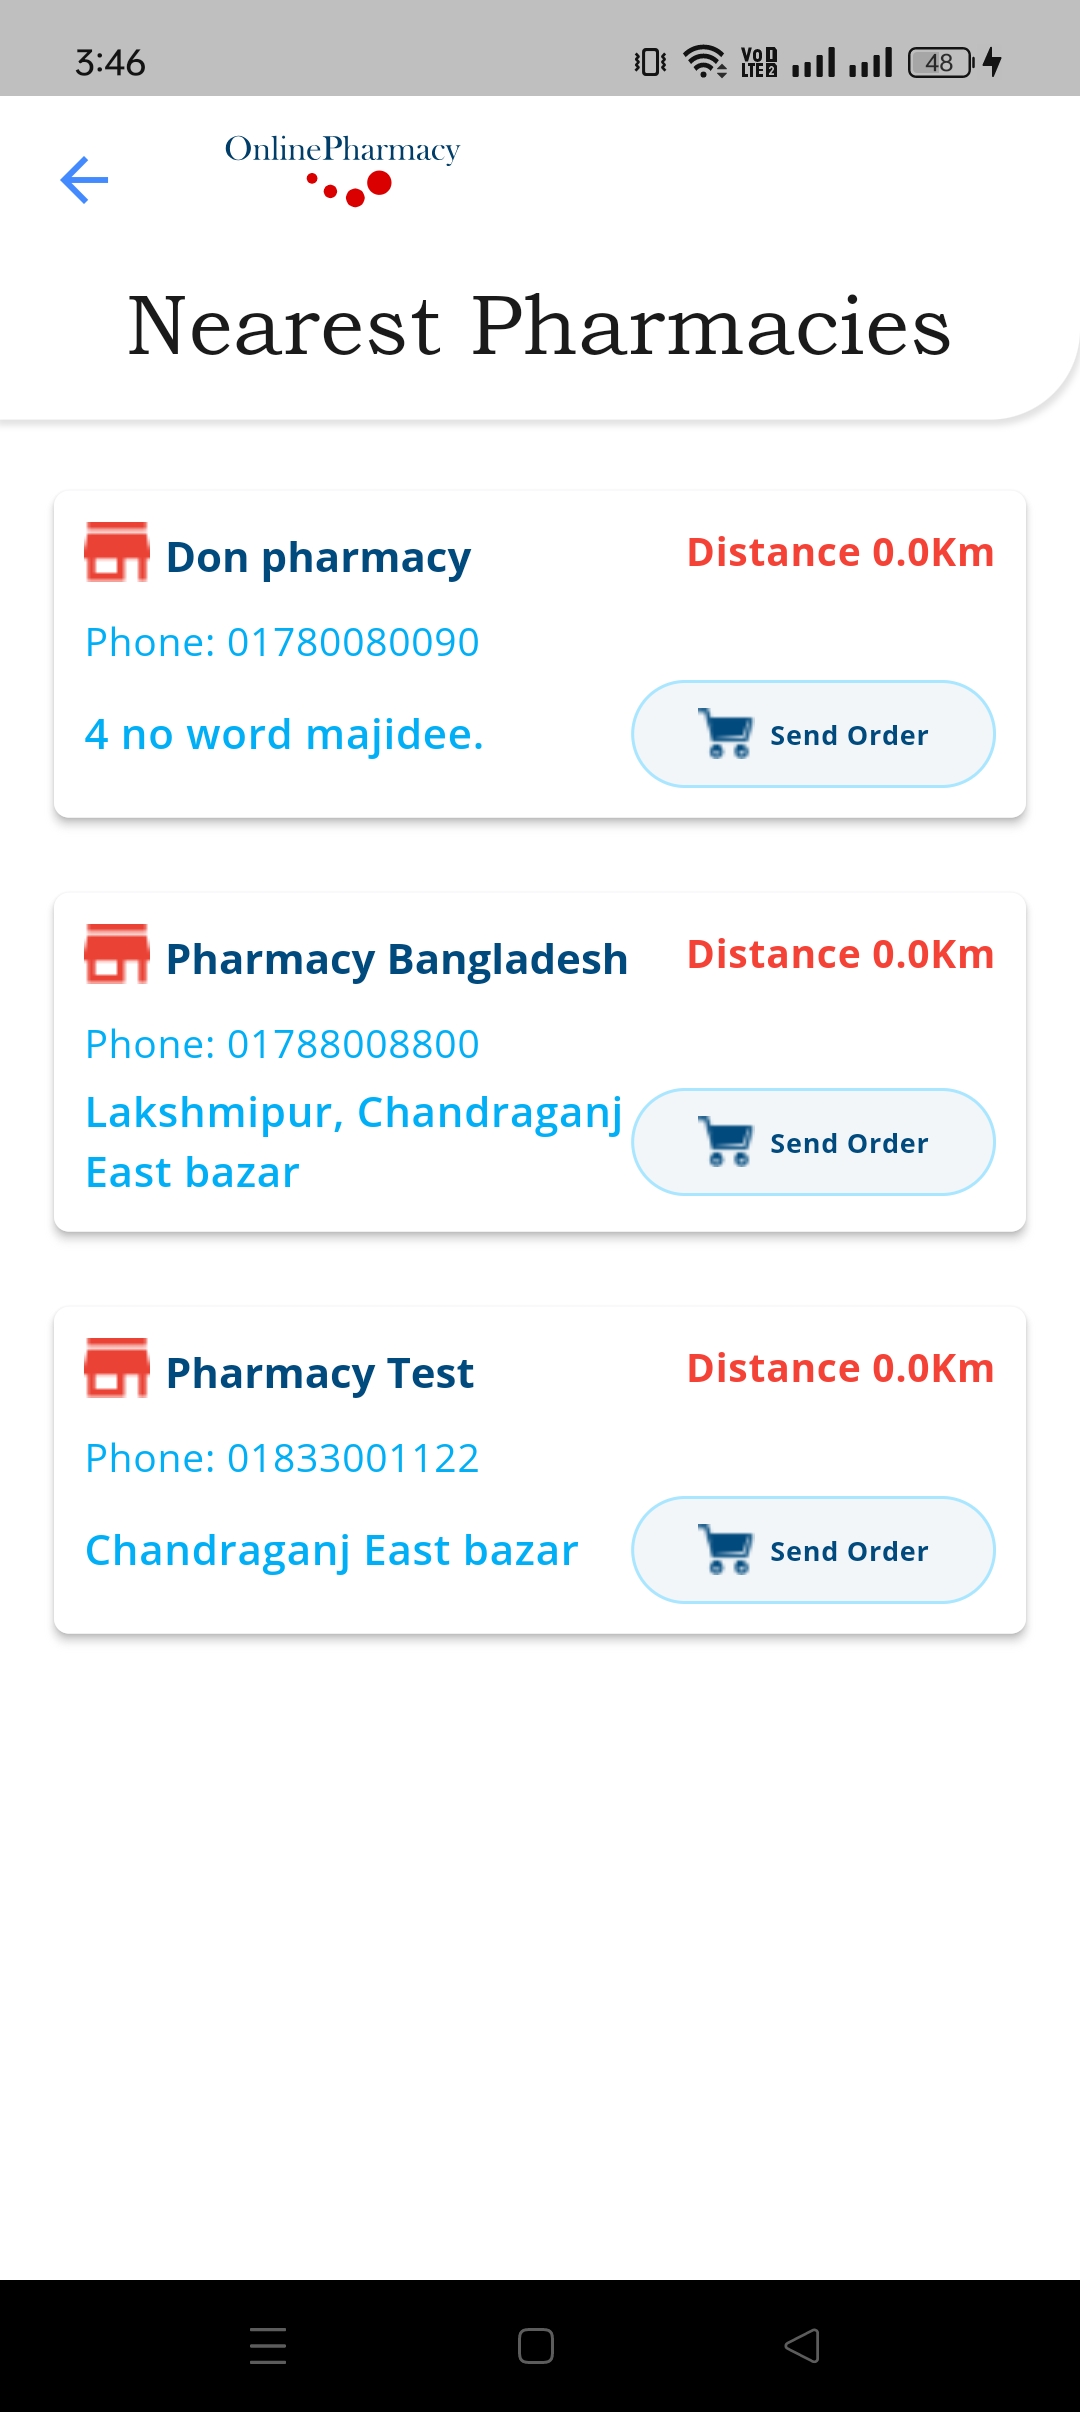 3:46
VoD LTE2
48
OnlinePharmacy
Nearest Pharmacies
Don pharmacy
Distance 0.0Km
Phone: 01780080090
4 no word majidee.
Send Order
Pharmacy Bangladesh
Distance 0.0Km
Phone: 01788008800
Lakshmipur, Chandraganj
East bazar
Send Order
Pharmacy Test
Distance 0.0Km
Phone: 01833001122
Chandraganj East bazar
Send Order